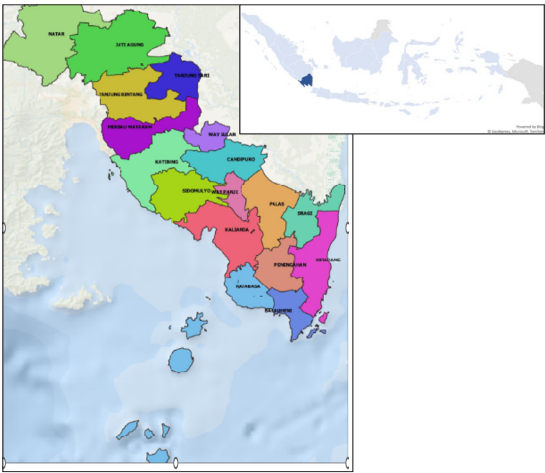 NATAR
JATI AGUNG
TANJUNG SARI
TANJUNG BINTANG
MERBAU MATARAM
WAY SULAN
KATIBUNG
CANDIPURO
SIDOMULYO
WAY PANJI
PALAS
SRAGI
KALIANDA
KETAPANG
PENENGAHAN
RAJABASA
BAKAUHENI
Powered by Bing
© GeoNames, Microsoft, TomTom